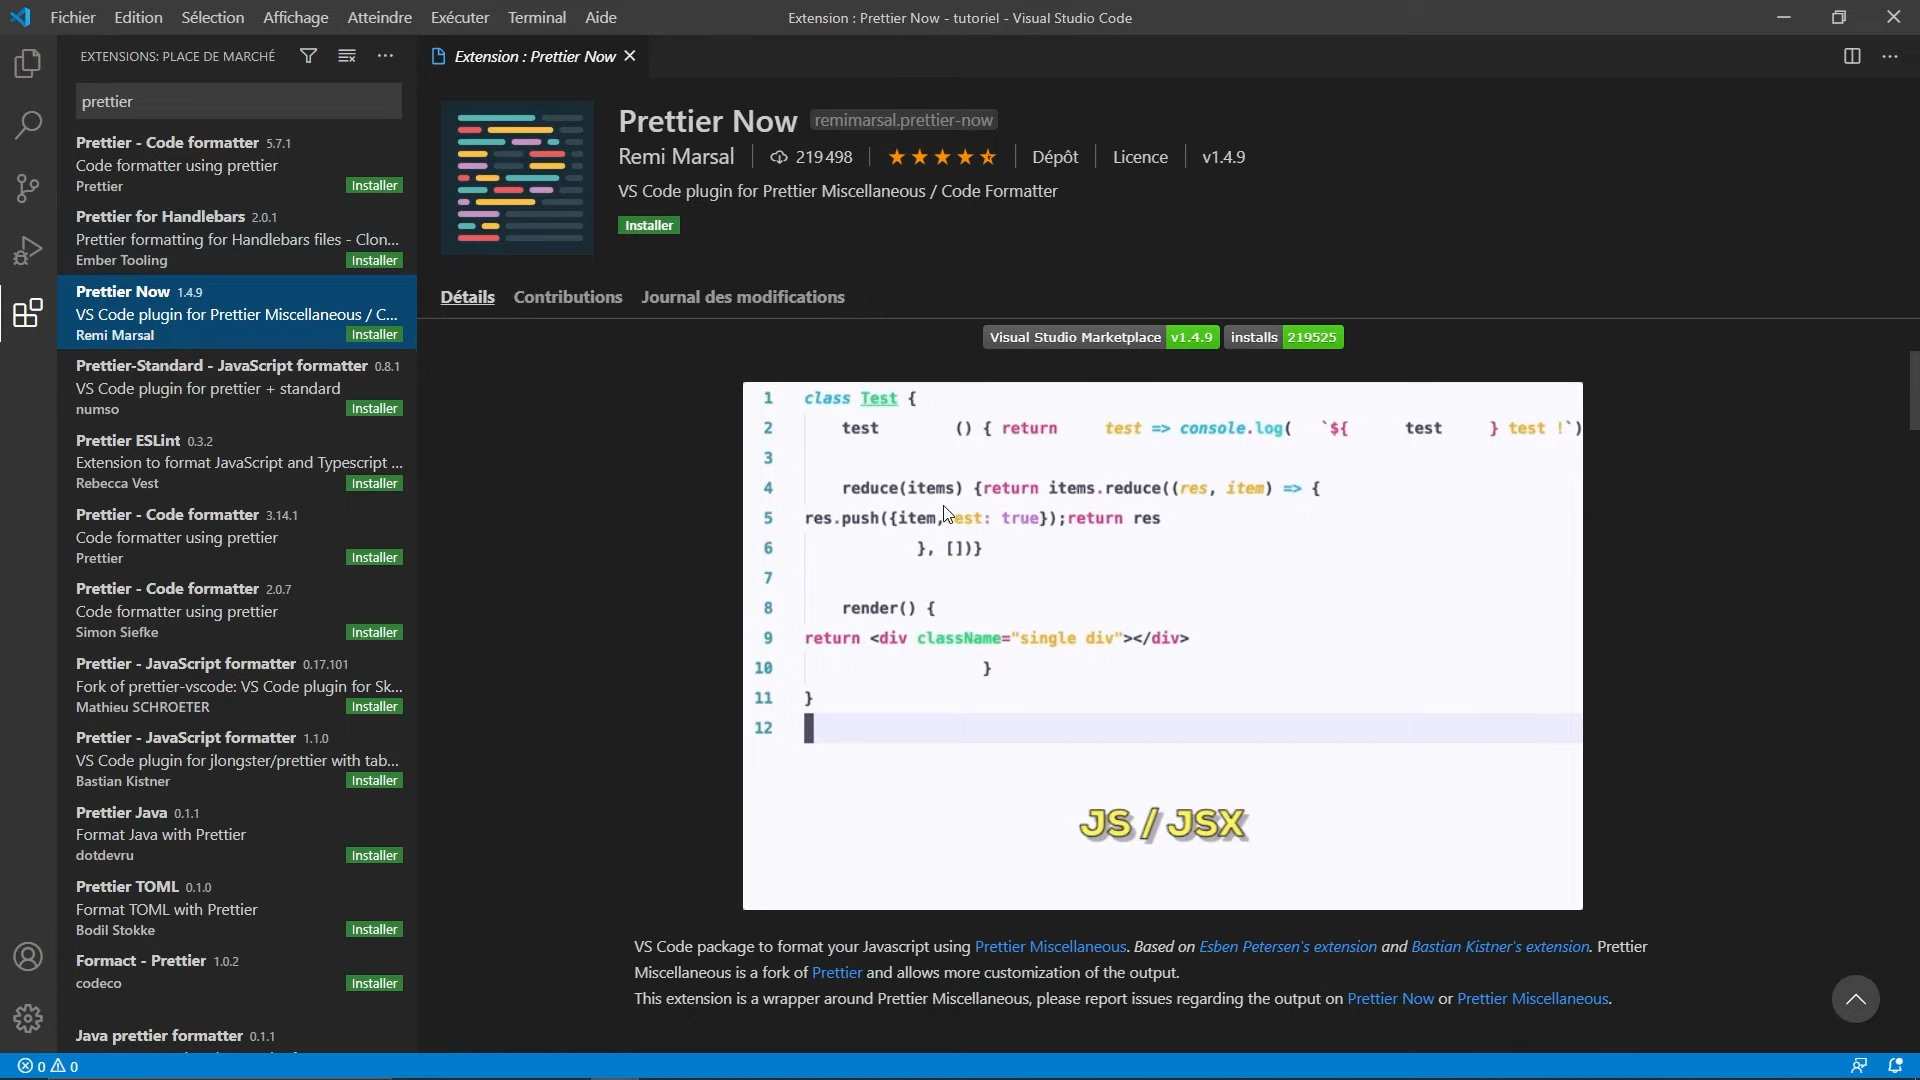 Fichier Edition Sélection Affichage Atteindre Exécuter Terminal Aide
Extension : Prettier Now - tutoriel - Visual Studio Code
EXTENSIONS: PLACE DE MARCHÉ
prettier
Prettier - Code formatter 5.7.1
Code formatter using prettier
Prettier Installer
Prettier for Handlebars 2.0.1
Prettier formatting for Handlebars files - Clon...
Ember Tooling Installer
Prettier Now 1.4.9
VS Code plugin for Prettier Miscellaneous / C...
Remi Marsal Installer
Prettier-Standard - JavaScript formatter 0.8.1
VS Code plugin for prettier + standard
numso Installer
Prettier ESLint 0.3.2
Extension to format JavaScript and Typescript ...
Rebecca Vest Installer
Prettier - Code formatter 3.14.1
Code formatter using prettier
Prettier Installer
Prettier - Code formatter 2.0.7
Code formatter using prettier
Simon Siefke Installer
Prettier - JavaScript formatter 0.17.101
Fork of prettier-vscode: VS Code plugin for Sk...
Mathieu SCHROETER Installer
Prettier - JavaScript formatter 1.1.0
VS Code plugin for jlongster/prettier with tab...
Bastian Kistner Installer
Prettier Java 0.1.1
Format Java with Prettier
dotdevru Installer
Prettier TOML 0.1.0
Format TOML with Prettier
Bodil Stokke Installer
Formact - Prettier 1.0.2
codeco Installer
Java prettier formatter 0.1.1
Extension : Prettier Now
Prettier Now remimarsal.prettier-now
Remi Marsal 219 498 Dépôt Licence v1.4.9
VS Code plugin for Prettier Miscellaneous / Code Formatter
Installer
Détails Contributions Journal des modifications
Visual Studio Marketplace v1.4.9 installs 219525
1 class Test {
2 test () { return test => console.log( `${ test } test !`)
3
4 reduce(items) {return items.reduce((res, item) => {
5 res.push({item, est: true});return res
6 }, [])}
7
8 render() {
9 return <div className="single div"></div>
10 }
11 }
12
JS / JSX
VS Code package to format your Javascript using Prettier Miscellaneous. Based on Esben Petersen's extension and Bastian Kistner's extension. Prettier
Miscellaneous is a fork of Prettier and allows more customization of the output.
This extension is a wrapper around Prettier Miscellaneous, please report issues regarding the output on Prettier Now or Prettier Miscellaneous.
0 0